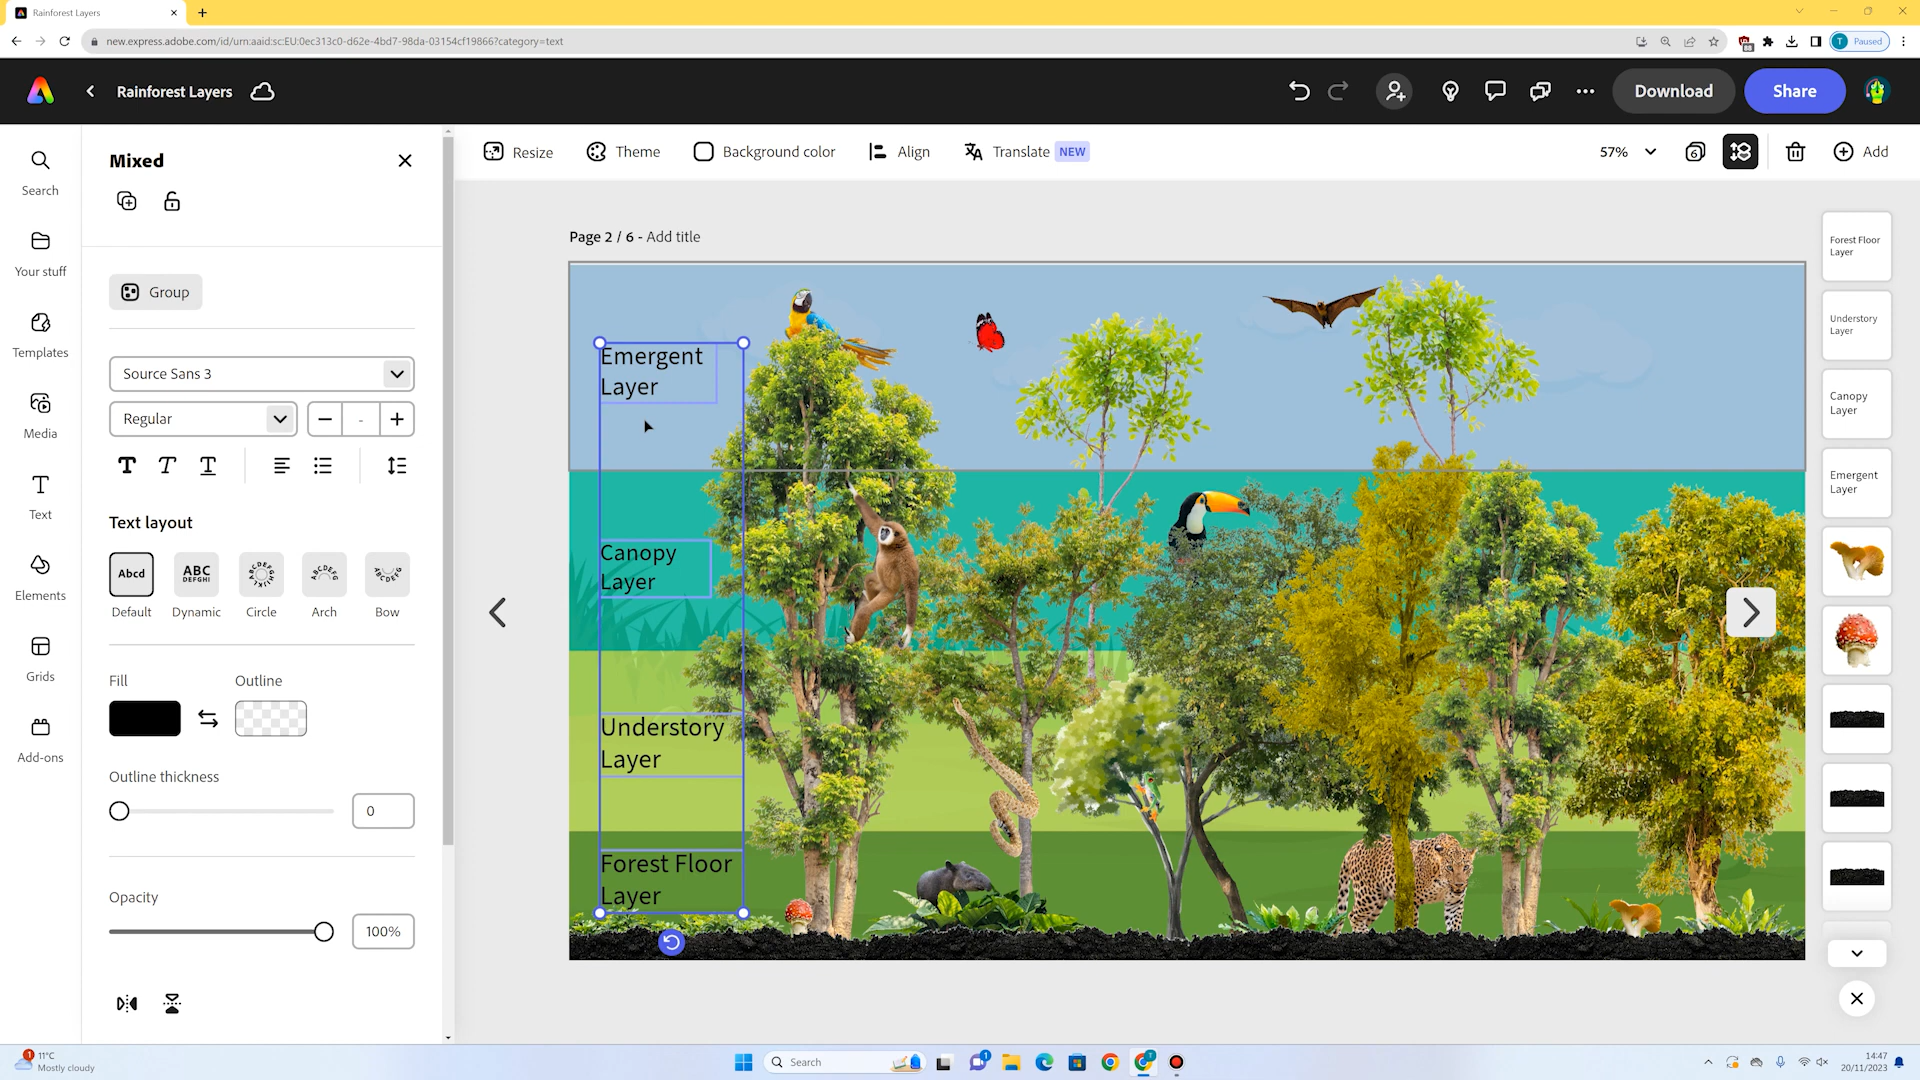 Rainforest Layers
new.express.adobe.com/id/urn:aaid:sc:EU:0ec313c0-d62e-4bd7-98da-03154cf19866?category=text
T
Paused
Rainforest Layers
Download
Share
Mixed
Resize
Theme
Background color
Align
Translate NEW
57%
6
Add
Search
Your stuff
Templates
Media
Text
Elements
Grids
Add-ons
Group
Source Sans 3
Regular
-
T T T
Text layout
Abcd
ABC
DEFGHI
Default
Dynamic
Circle
Arch
Bow
Fill
Outline
Outline thickness
0
Opacity
100%
Page 2 / 6 - Add title
Emergent
Layer
Canopy
Layer
Understory
Layer
Forest Floor
Layer
Forest Floor
Layer
Understory
Layer
Canopy
Layer
Emergent
Layer
1
11°C
Mostly cloudy
Search
1
14:47
20/11/2023